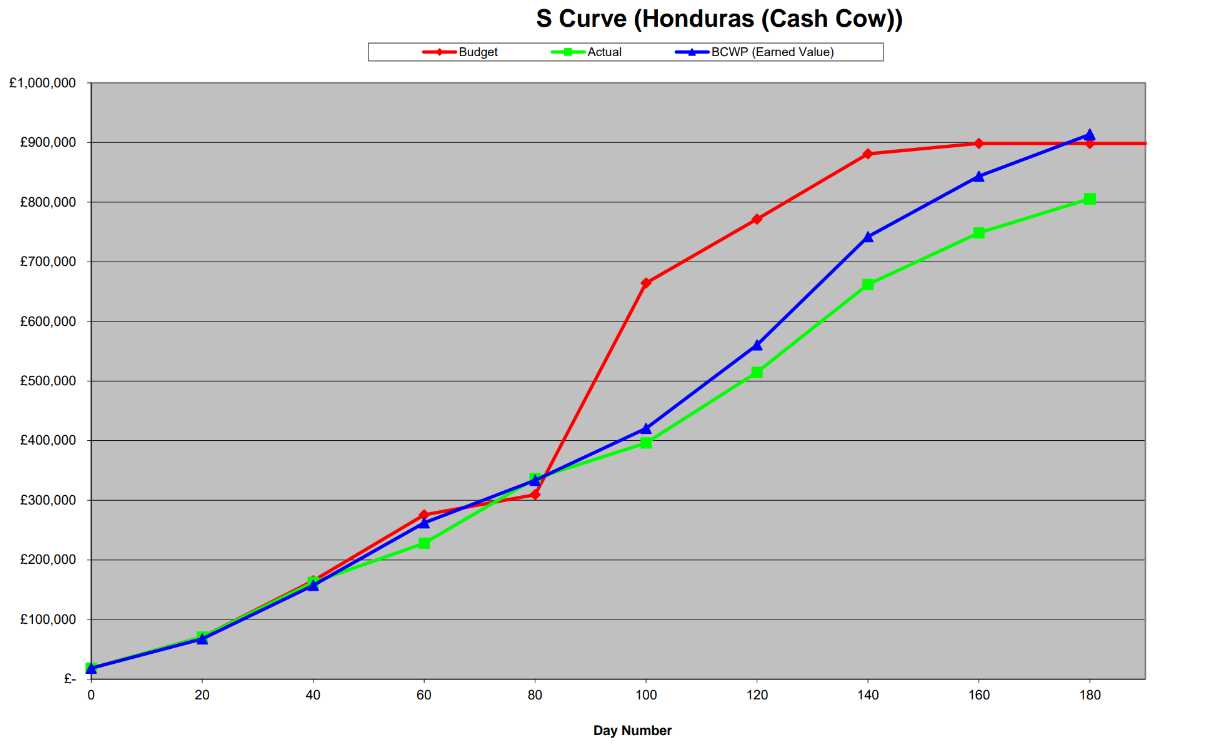 S Curve (Honduras (Cash Cow))
Budget Actual BCWP (Earned Value)
£1,000,000
£900,000
£800,000
£700,000
£600,000
£500,000
£400,000
£300,000
£200,000
£100,000
£-
0 20 40 60 80 100 120 140 160 180
Day Number